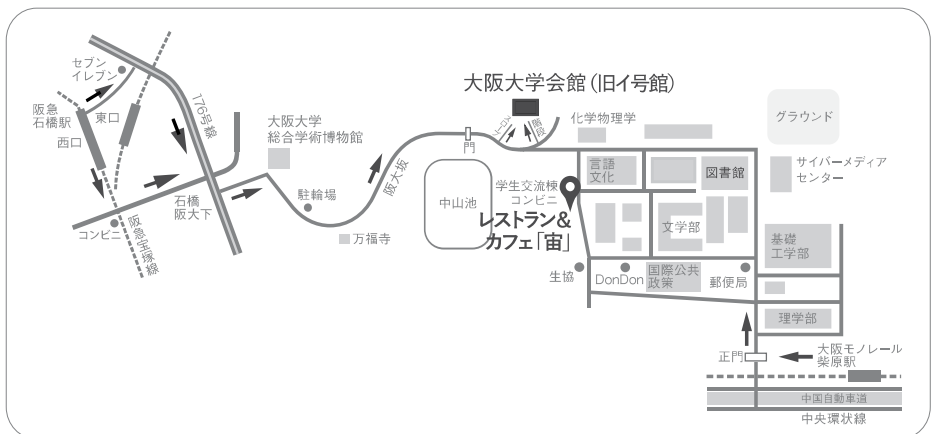 セブン
イレブン
阪急
石橋駅
東口
西口
176号線
コンビニ
阪急宝塚線
石橋
阪大下
大阪大学
総合学術博物館
駐輪場
万福寺
阪大坂
中山池
門
大阪大学会館(旧イ号館)
スロープ
階段
化学物理学
言語
文化
図書館
グラウンド
サイバーメディア
センター
学生交流棟
コンビニ
レストラン&
カフェ「宙」
文学部
基礎
工学部
生協
DonDon
国際公共
政策
郵便局
理学部
正門
大阪モノレール
柴原駅
中国自動車道
中央環状線